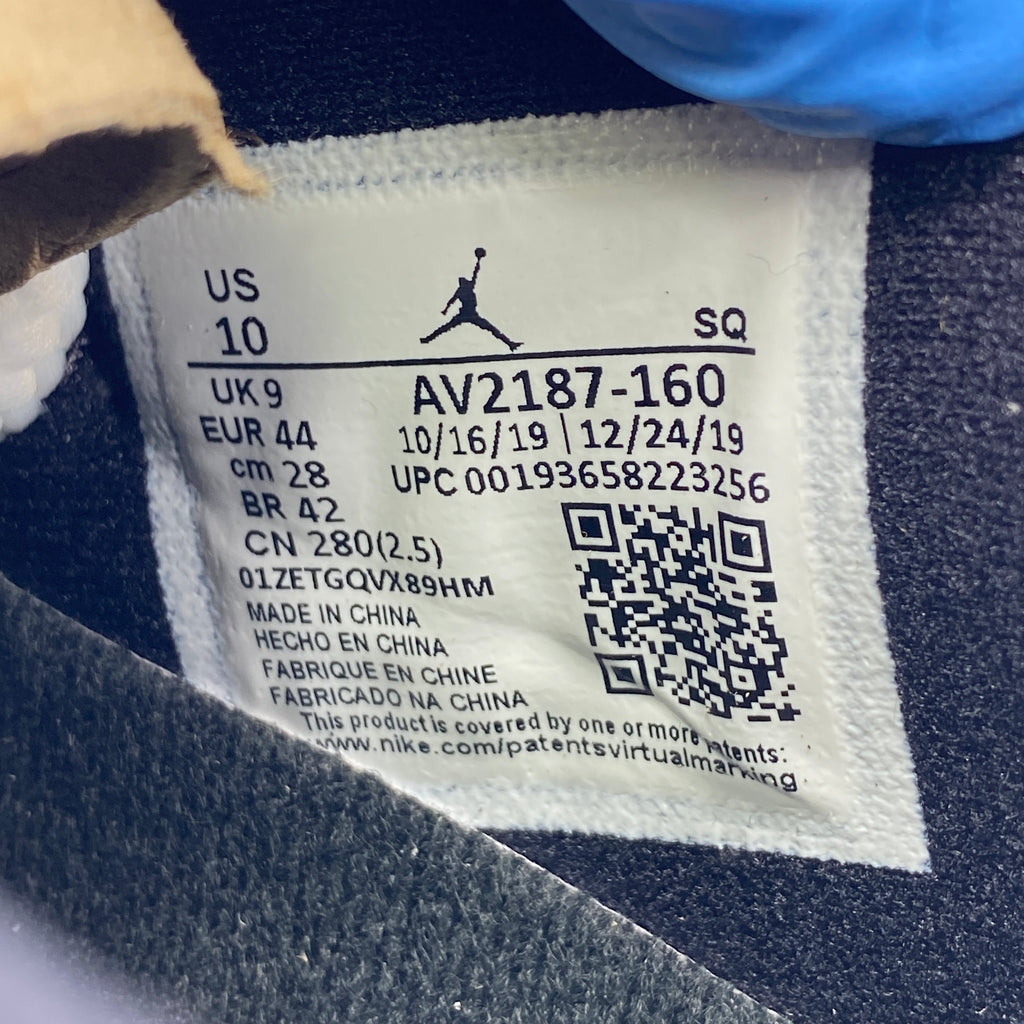 US
10
SQ
UK 9
AV2187-160
EUR 44
10/16/19 | 12/24/19
cm 28
UPC 00193658223256
BR 42
CN 280(2.5)
01ZETGQVX89HM
MADE IN CHINA
HECHO EN CHINA
FABRIQUE EN CHINE
FABRICADO NA CHINA
This product is covered by one or more patents:
www.nike.com/patentsvirtualmarking